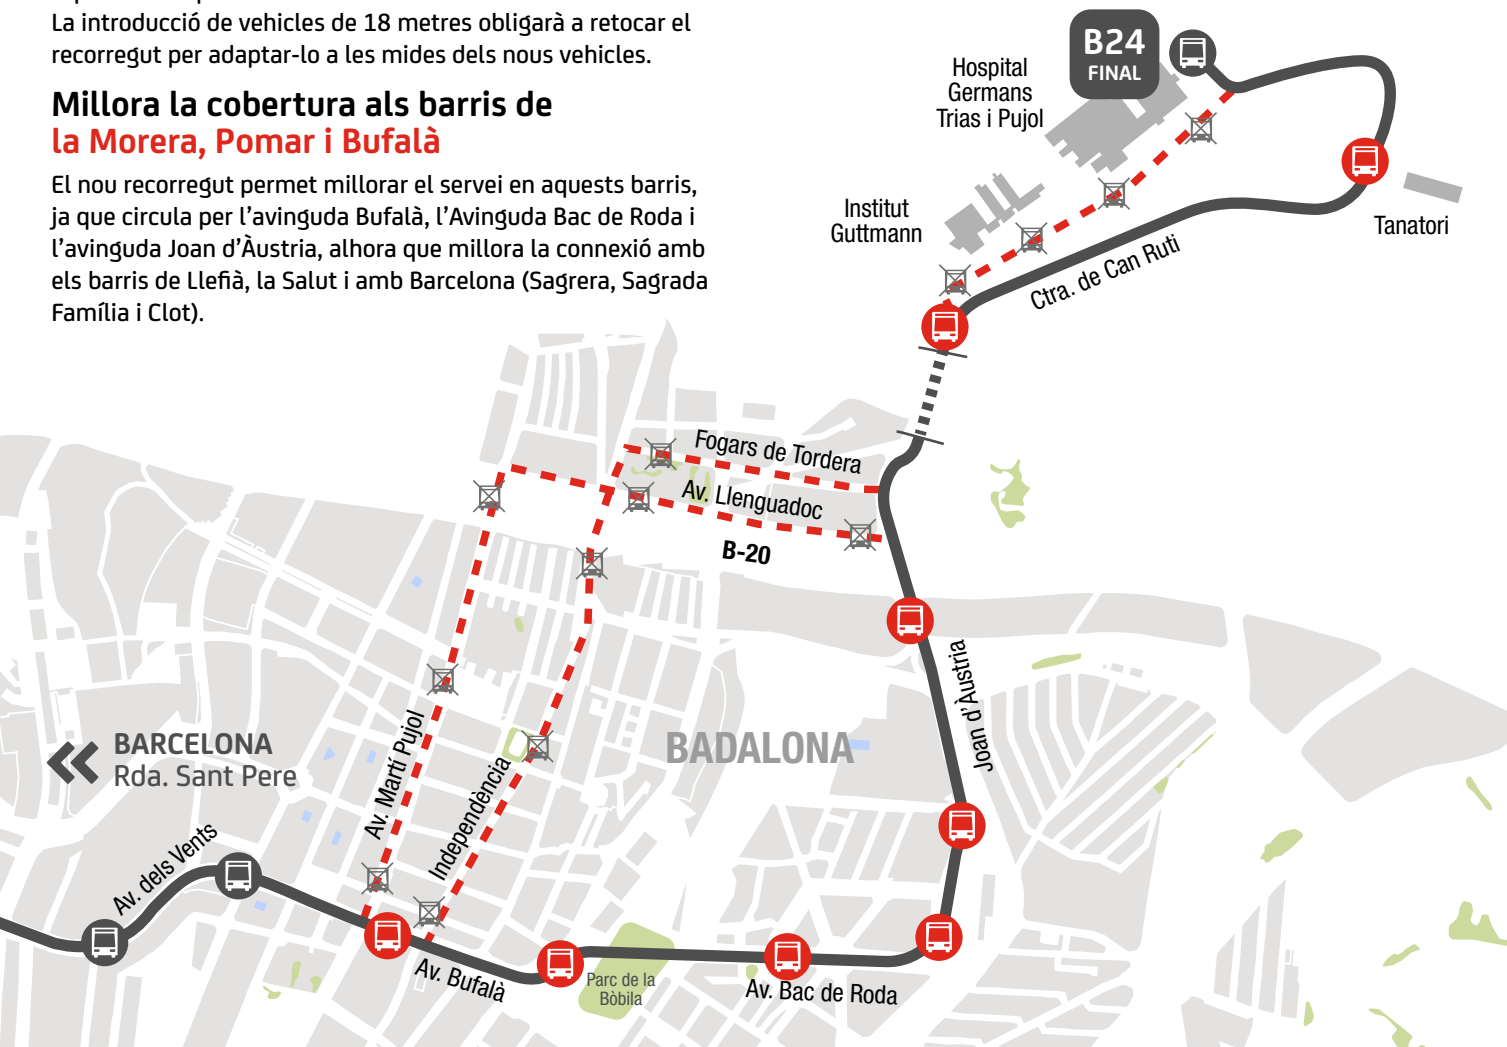 La introducció de vehicles de 18 metres obligarà a retocar el
recorregut per adaptar-lo a les mides dels nous vehicles.
Millora la cobertura als barris de
la Morera, Pomar i Bufalà
El nou recorregut permet millorar el servei en aquests barris,
ja que circula per l’avinguda Bufalà, l’Avinguda Bac de Roda i
l’avinguda Joan d’Àustria, alhora que millora la connexió amb
els barris de Llefià, la Salut i amb Barcelona (Sagrera, Sagrada
Família i Clot).
B24
FINAL
Hospital
Germans
Trias i Pujol
Institut
Guttmann
Tanatori
Ctra. de Can Ruti
Fogars de Tordera
Av. Llenguadoc
B-20
Joan d’Àustria
BADALONA
BARCELONA
Rda. Sant Pere
Av. Martí Pujol
Independència
Av. dels Vents
Av. Bufalà
Parc de la
Bòbila
Av. Bac de Roda